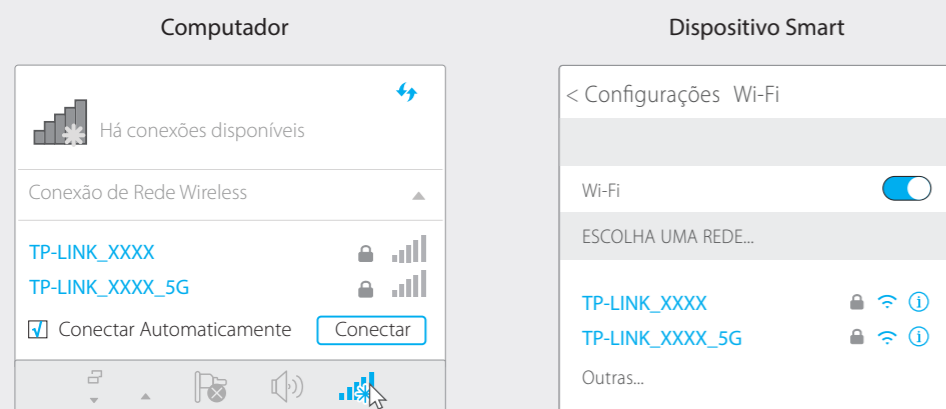 Computador
Há conexões disponíveis
Conexão de Rede Wireless
TP-LINK_XXXX
TP-LINK_XXXX_5G
Conectar Automaticamente Conectar
Dispositivo Smart
< Configurações Wi-Fi
Wi-Fi
ESCOLHA UMA REDE...
TP-LINK_XXXX
TP-LINK_XXXX_5G
Outras...